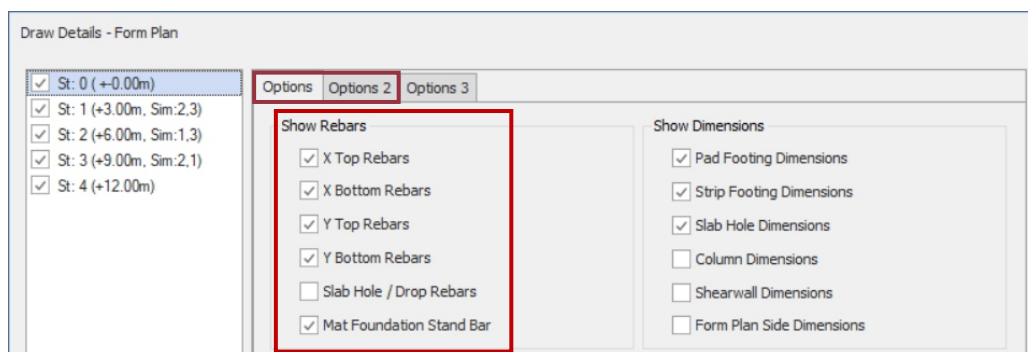 Draw Details - Form Plan
St: 0 ( +-0.00m)
St: 1 (+3.00m, Sim:2,3)
St: 2 (+6.00m, Sim:1,3)
St: 3 (+9.00m, Sim:2,1)
St: 4 (+12.00m)
Options Options 2 Options 3
Show Rebars
X Top Rebars
X Bottom Rebars
Y Top Rebars
Y Bottom Rebars
Slab Hole / Drop Rebars
Mat Foundation Stand Bar
Show Dimensions
Pad Footing Dimensions
Strip Footing Dimensions
Slab Hole Dimensions
Column Dimensions
Shearwall Dimensions
Form Plan Side Dimensions